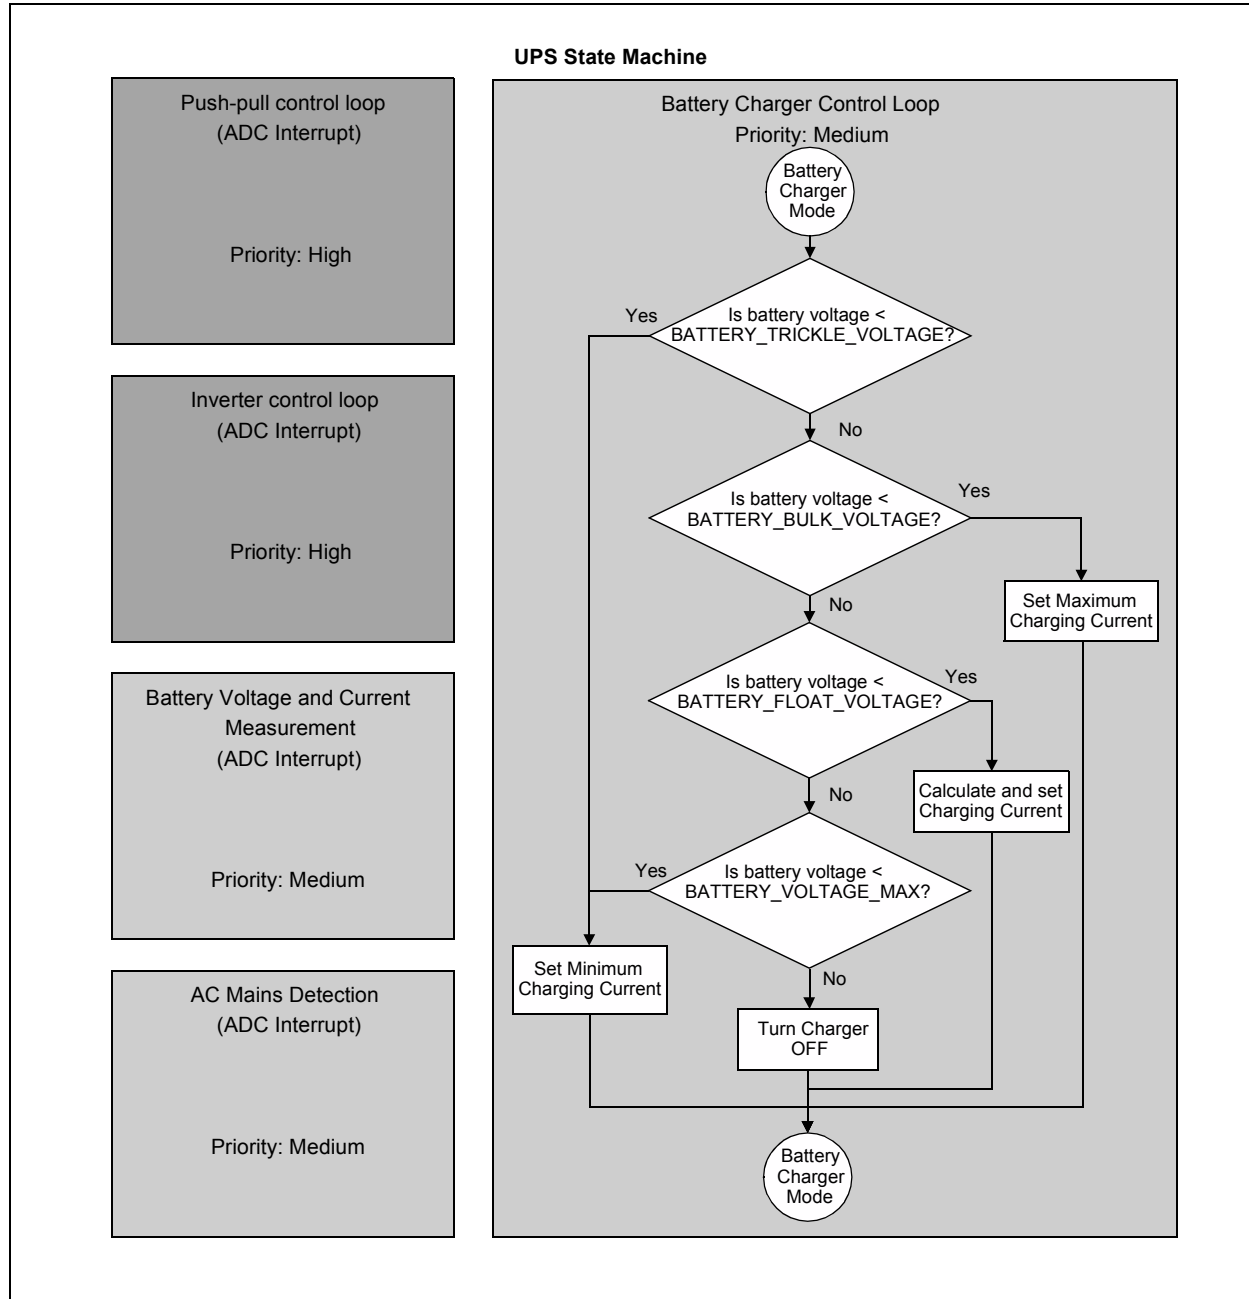 UPS State Machine
Push-pull control loop
(ADC Interrupt)
Priority: High
Inverter control loop
(ADC Interrupt)
Priority: High
Battery Voltage and Current
Measurement
(ADC Interrupt)
Priority: Medium
AC Mains Detection
(ADC Interrupt)
Priority: Medium
Battery Charger Control Loop
Priority: Medium
Battery
Charger
Mode
Is battery voltage <
BATTERY_TRICKLE_VOLTAGE?
Yes
No
Is battery voltage <
BATTERY_BULK_VOLTAGE?
Yes
Set Maximum
Charging Current
No
Is battery voltage <
BATTERY_FLOAT_VOLTAGE?
Yes
Calculate and set
Charging Current
No
Is battery voltage <
BATTERY_VOLTAGE_MAX?
Yes
Set Minimum
Charging Current
No
Turn Charger
OFF
Battery
Charger
Mode